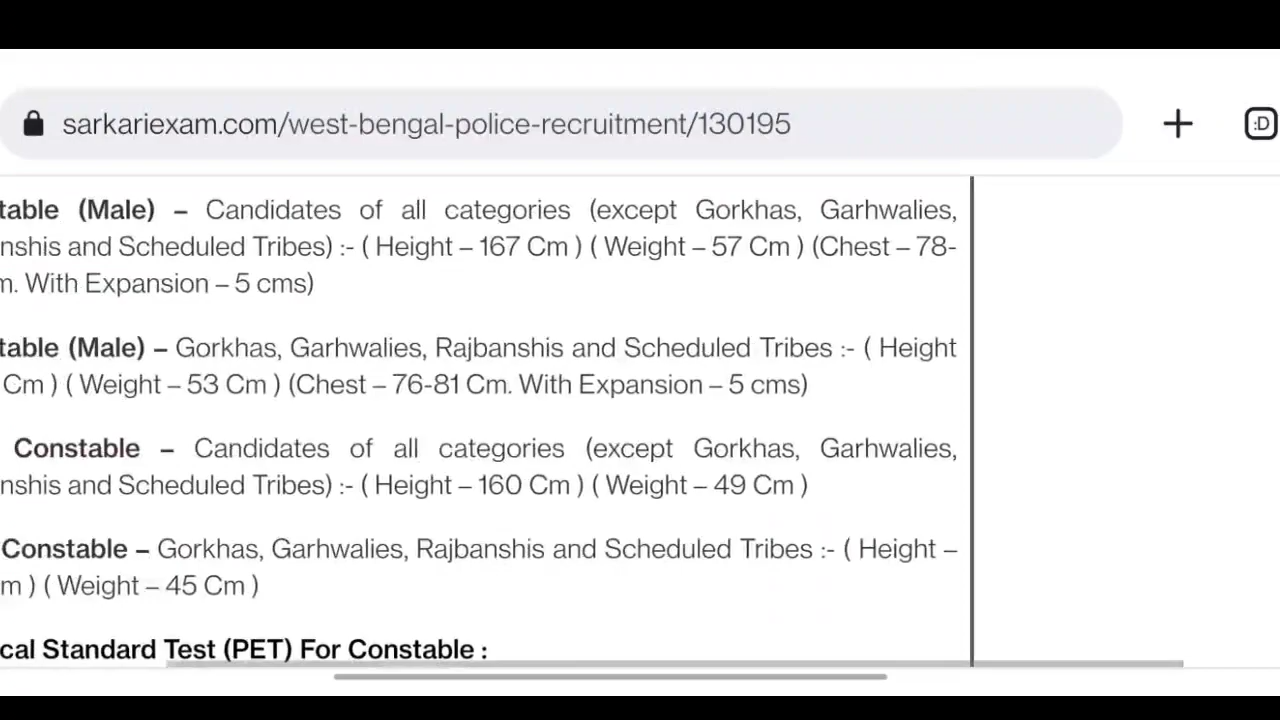 sarkariexam.com/west-bengal-police-recruitment/130195
:D
table (Male) – Candidates of all categories (except Gorkhas, Garhwalies,
nshis and Scheduled Tribes) :- ( Height – 167 Cm ) ( Weight – 57 Cm ) (Chest – 78-
m. With Expansion – 5 cms)
table (Male) – Gorkhas, Garhwalies, Rajbanshis and Scheduled Tribes :- ( Height
Cm ) ( Weight – 53 Cm ) (Chest – 76-81 Cm. With Expansion – 5 cms)
Constable – Candidates of all categories (except Gorkhas, Garhwalies,
nshis and Scheduled Tribes) :- ( Height – 160 Cm ) ( Weight – 49 Cm )
Constable – Gorkhas, Garhwalies, Rajbanshis and Scheduled Tribes :- ( Height –
m ) ( Weight – 45 Cm )
cal Standard Test (PET) For Constable :